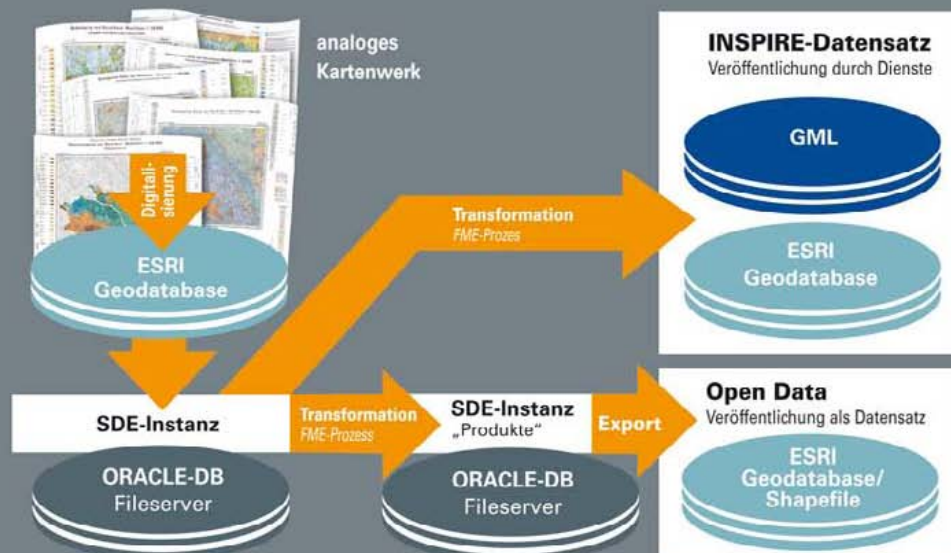 analoges
Kartenwerk
Digitali-
sierung
ESRI
Geodatabase
INSPIRE-Datensatz
Veröffentlichung durch Dienste
GML
ESRI
Geodatabase
Transformation
FME-Prozes
SDE-Instanz
ORACLE-DB
Fileserver
Transformation
FME-Prozess
SDE-Instanz
„Produkte“
ORACLE-DB
Fileserver
Export
Open Data
Veröffentlichung als Datensatz
ESRI
Geodatabase/
Shapefile